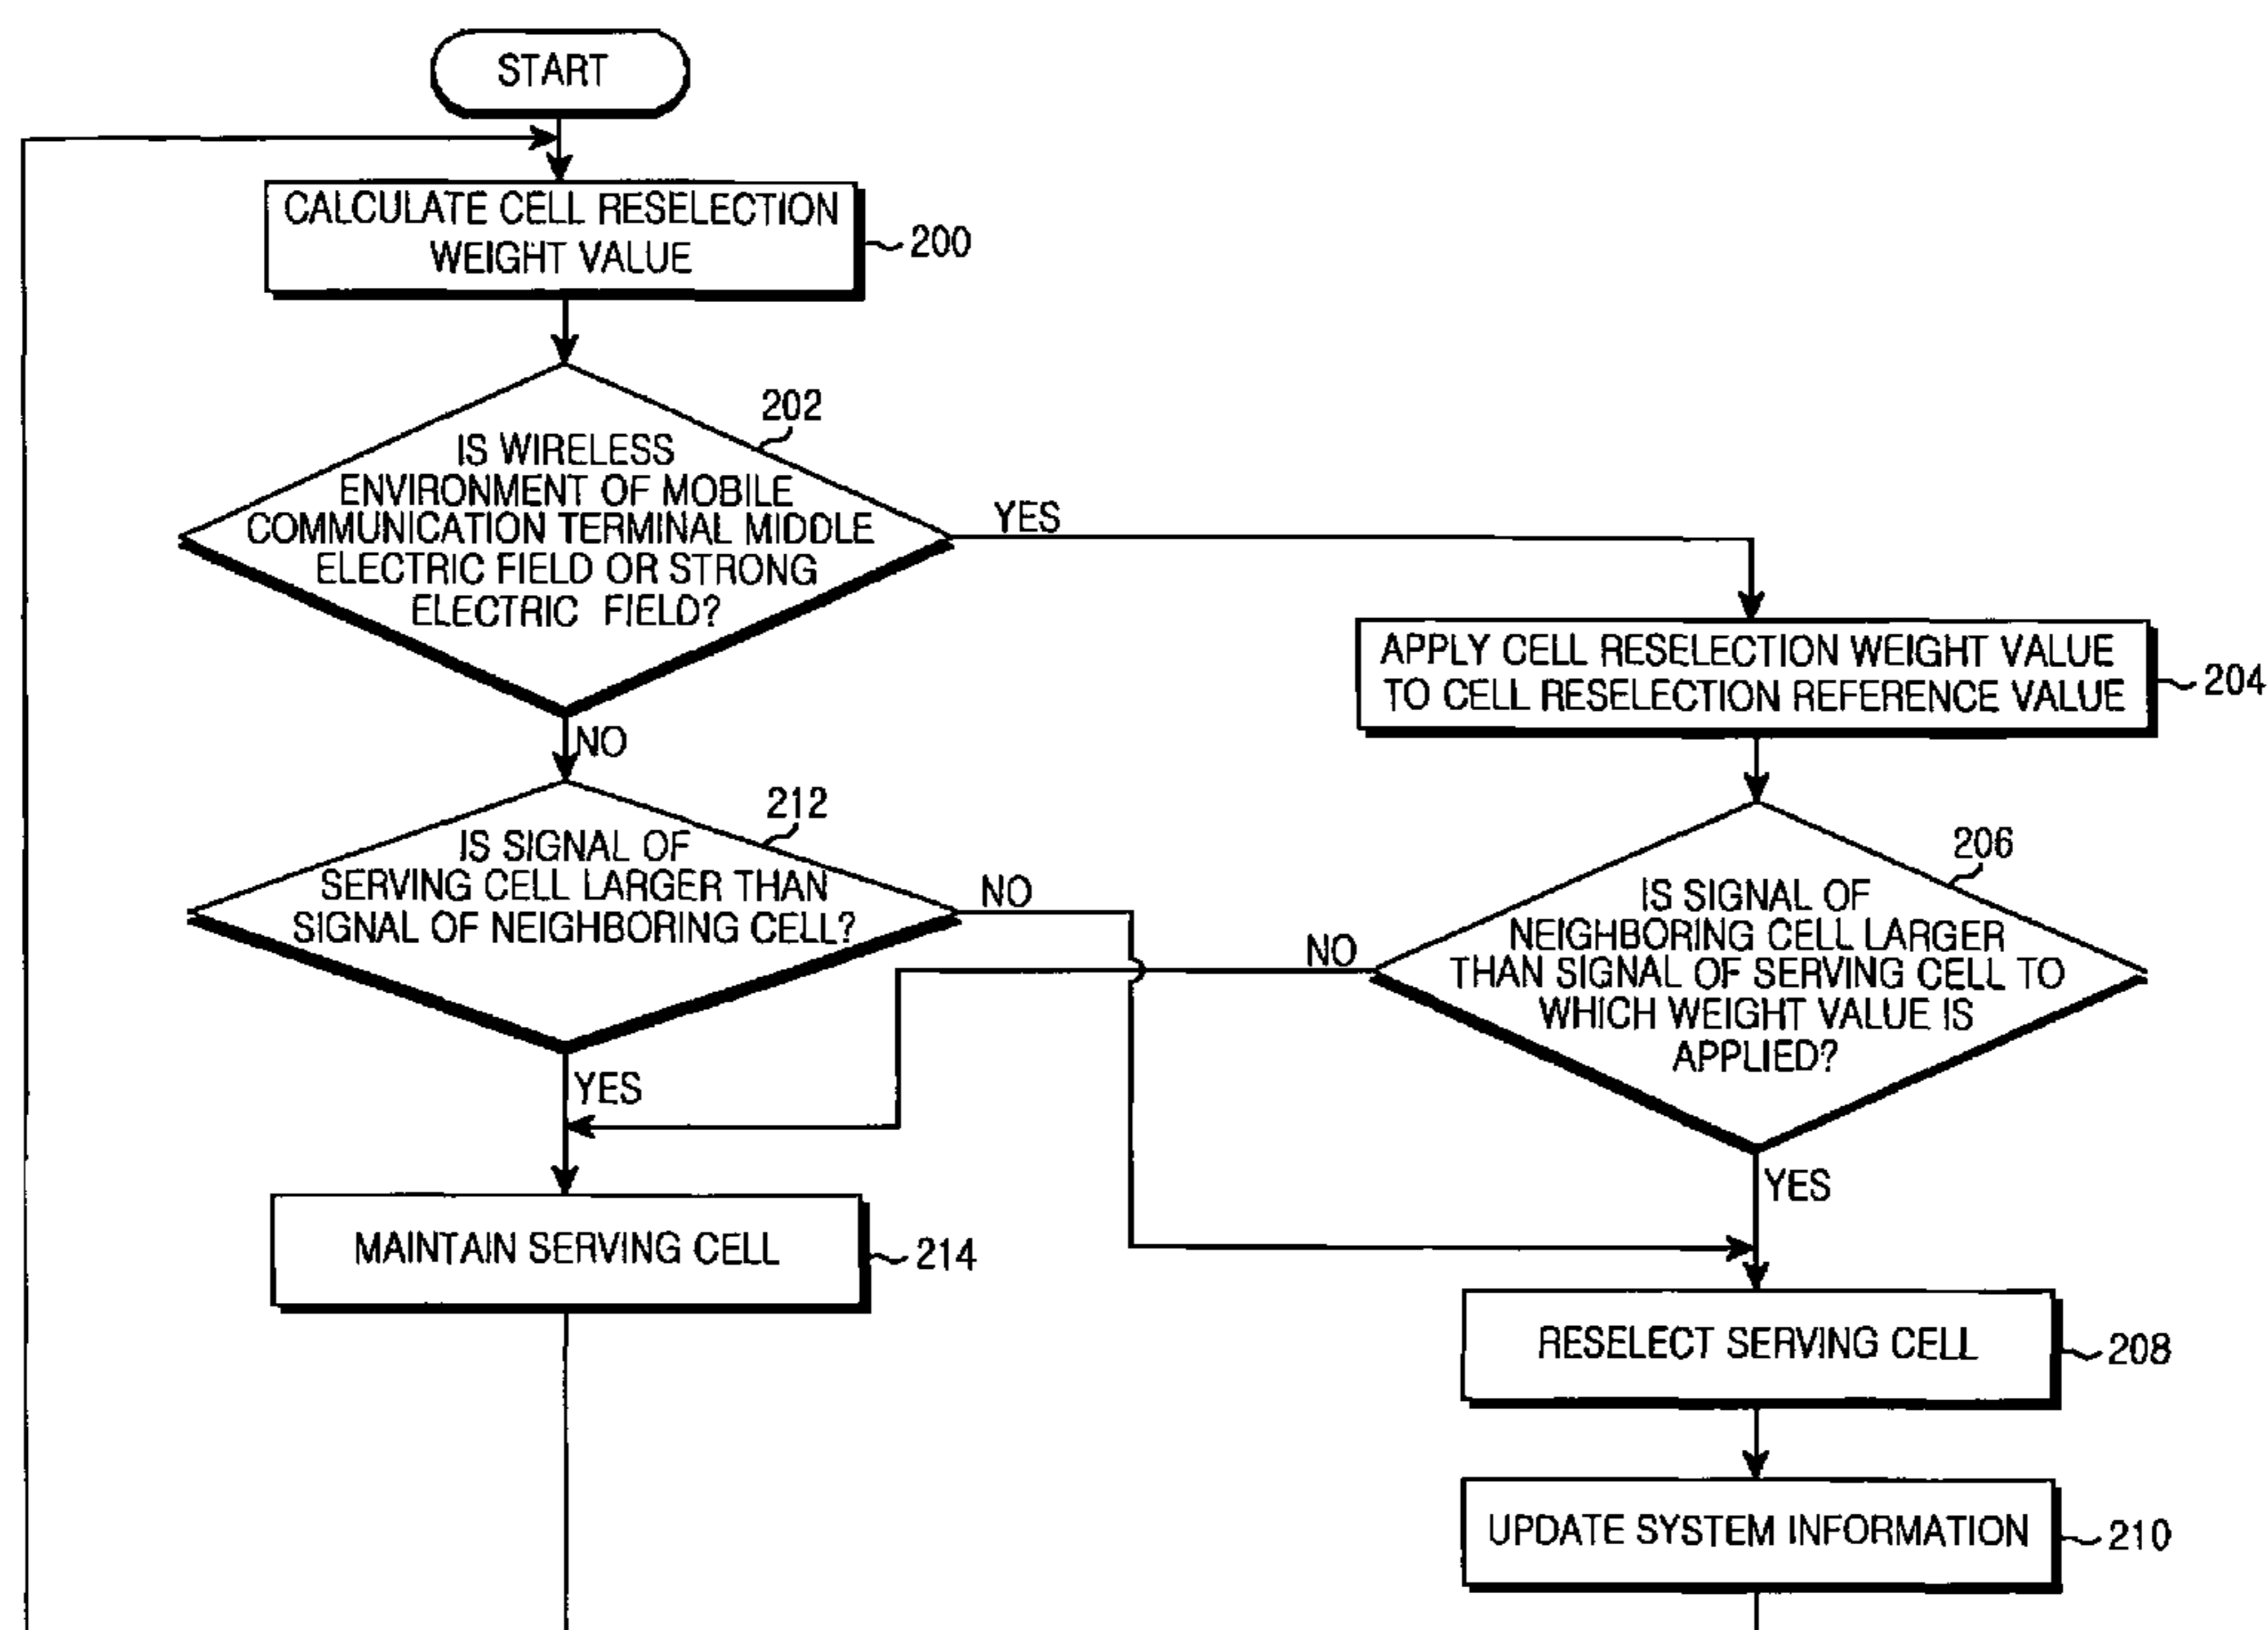 START
CALCULATE CELL RESELECTION
WEIGHT VALUE
200
202
IS WIRELESS
ENVIRONMENT OF MOBILE
COMMUNICATION TERMINAL MIDDLE
ELECTRIC FIELD OR STRONG
ELECTRIC FIELD?
YES
NO
APPLY CELL RESELECTION WEIGHT VALUE
TO CELL RESELECTION REFERENCE VALUE
204
212
IS SIGNAL OF
SERVING CELL LARGER THAN
SIGNAL OF NEIGHBORING CELL?
NO
YES
206
IS SIGNAL OF
NEIGHBORING CELL LARGER
THAN SIGNAL OF SERVING CELL TO
WHICH WEIGHT VALUE IS
APPLIED?
NO
YES
MAINTAIN SERVING CELL
214
RESELECT SERVING CELL
208
UPDATE SYSTEM INFORMATION
210